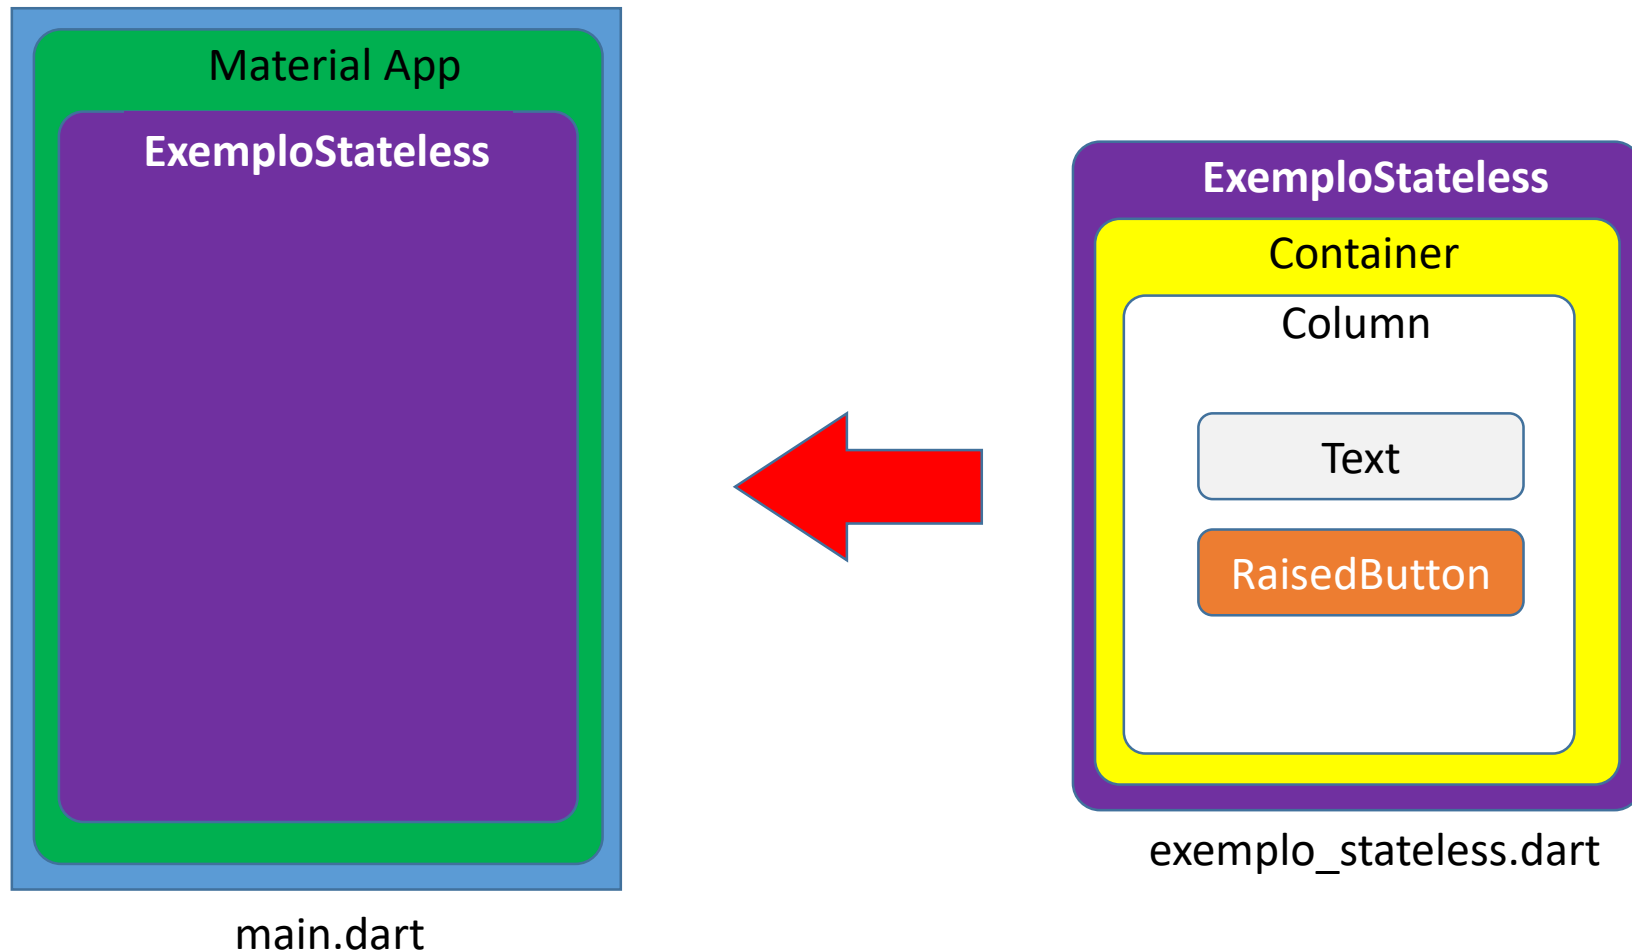 Material App
ExemploStateless
main.dart
ExemploStateless
Container
Column
Text
RaisedButton
exemplo_stateless.dart